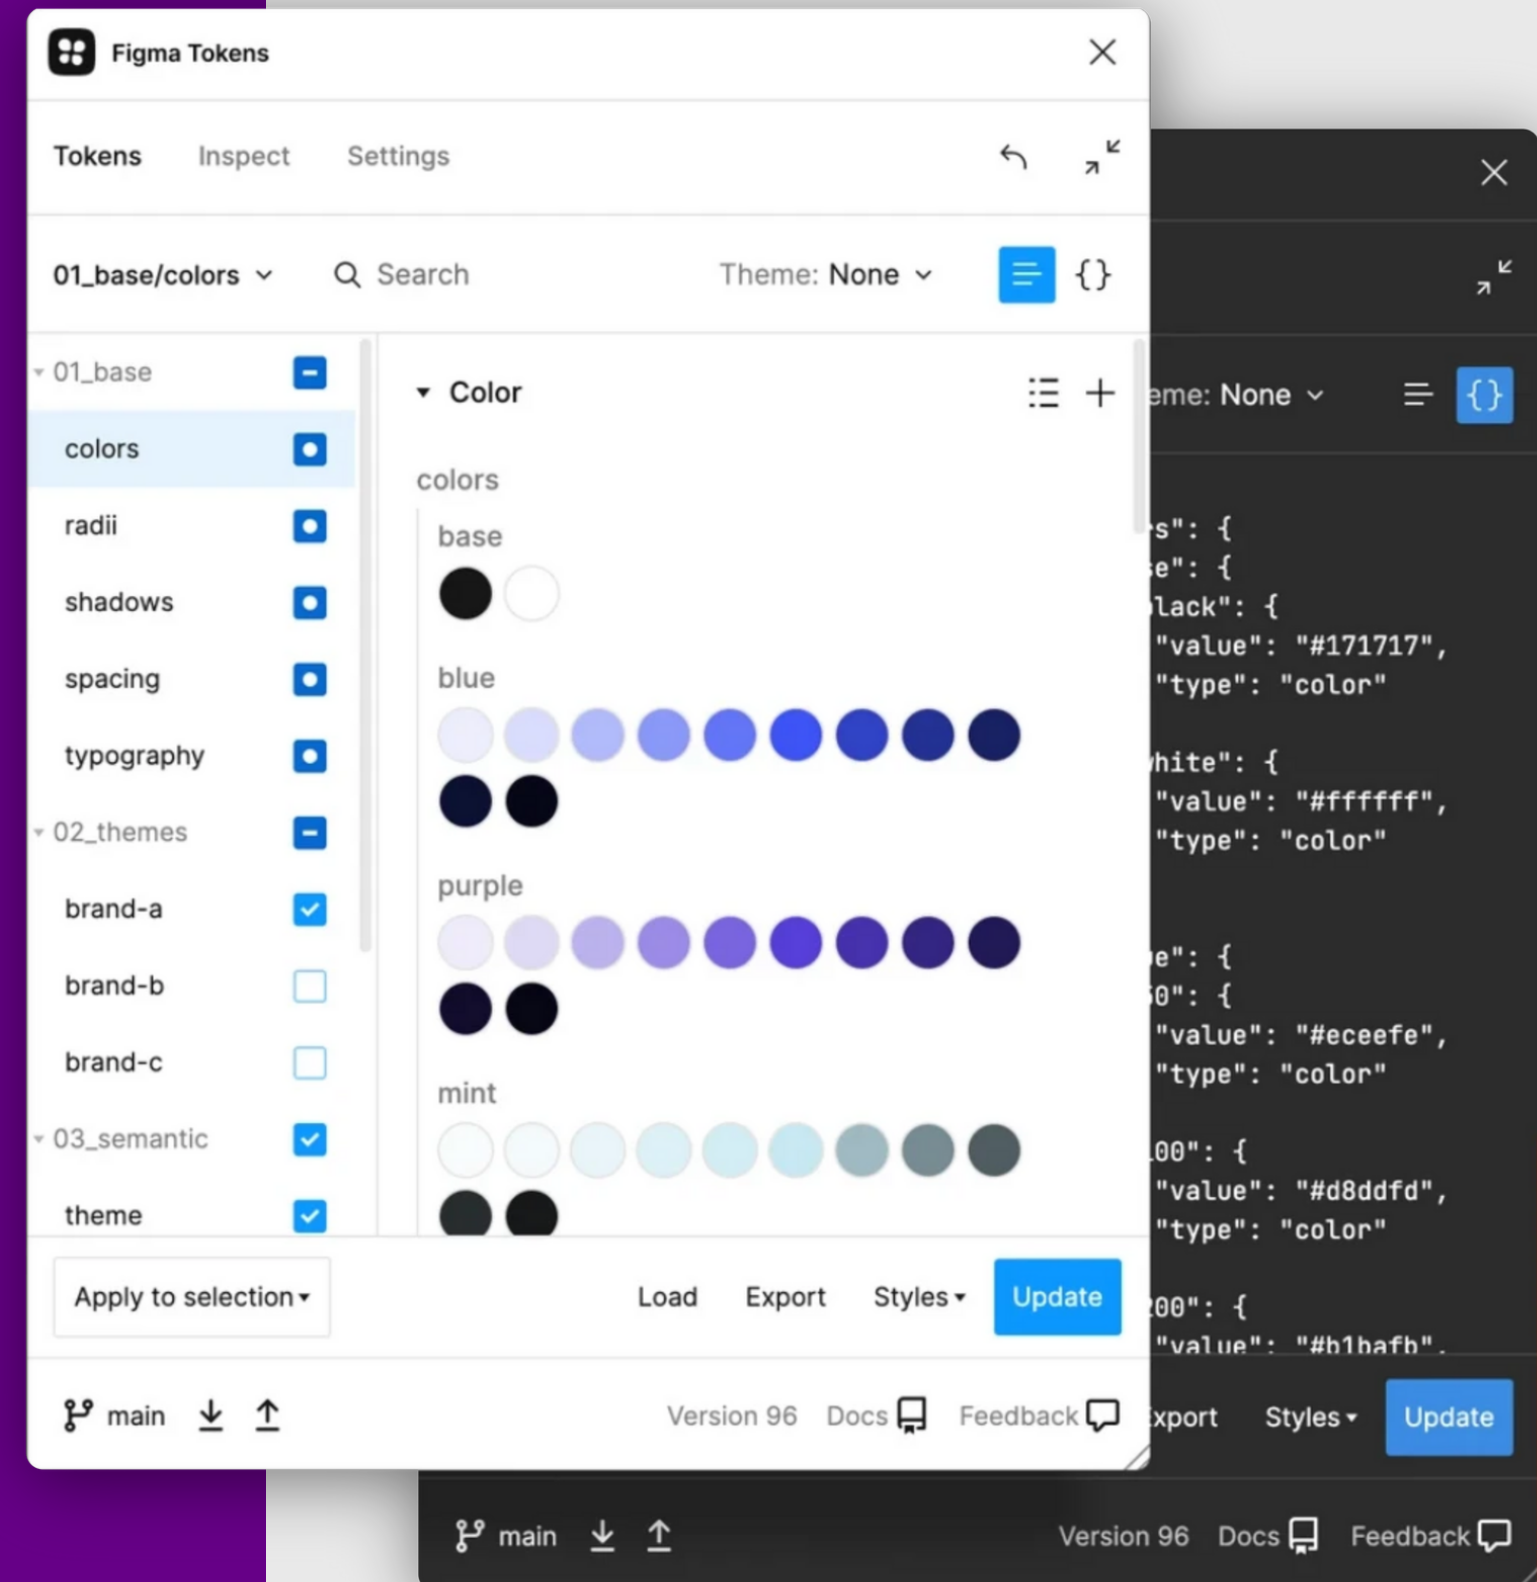 Figma Tokens
Tokens Inspect Settings
01_base/colors Search Theme: None {}
01_base
colors
radii
shadows
spacing
typography
02_themes
brand-a
brand-b
brand-c
03_semantic
theme
Color
colors
base
blue
purple
mint
Apply to selection Load Export Styles Update
main Version 96 Docs Feedback
eme: None {}
s": {
e": {
lack": {
"value": "#171717",
"type": "color"
hite": {
"value": "#ffffff",
"type": "color"
e": {
0": {
"value": "#eceefe",
"type": "color"
00": {
"value": "#d8ddfd",
"type": "color"
00": {
"value": "#b1bafb",
xport Styles Update
main Version 96 Docs Feedback